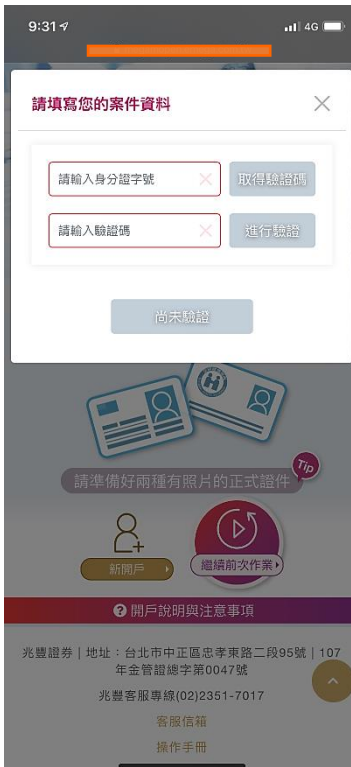 9:31
4G
請填寫您的案件資料
請輸入身分證字號
取得驗證碼
請輸入驗證碼
進行驗證
尚未驗證
Tip
請準備好兩種有照片的正式證件
新開戶
繼續前次作業
開戶說明與注意事項
兆豐證券｜地址：台北市中正區忠孝東路二段95號｜107
年金管證總字第0047號
兆豐客服專線(02)2351-7017
客服信箱
操作手冊